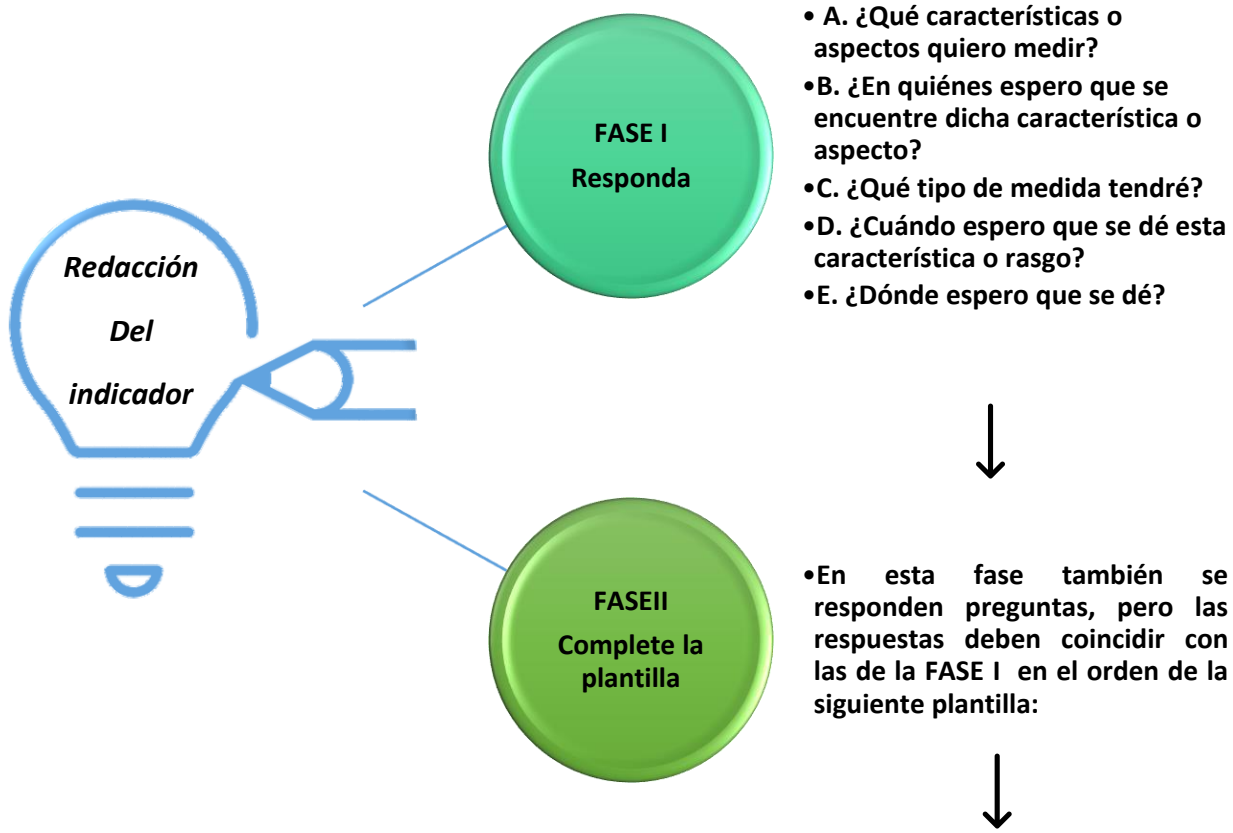 Redacción
Del
indicador
FASE I
Responda
• A. ¿Qué características o
aspectos quiero medir?
•B. ¿En quiénes espero que se
encuentre dicha característica o
aspecto?
•C. ¿Qué tipo de medida tendré?
•D. ¿Cuándo espero que se dé esta
característica o rasgo?
•E. ¿Dónde espero que se dé?
FASEII
Complete la
plantilla
•En esta fase también se
responden preguntas, pero las
respuestas deben coincidir con
las de la FASE I en el orden de la
siguiente plantilla: